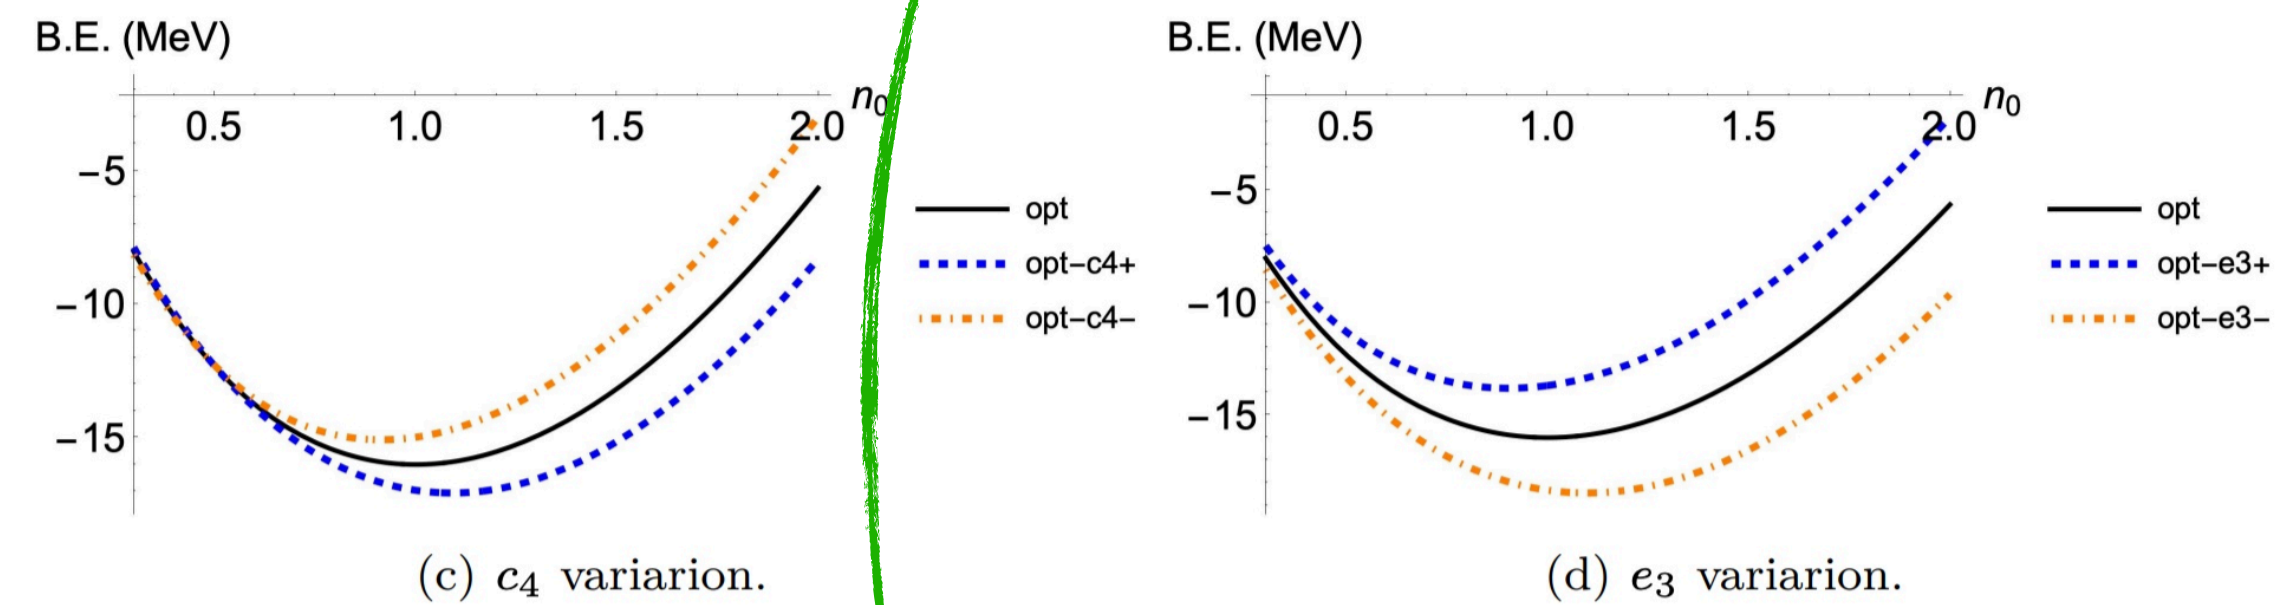 B.E. (MeV)
n₀
0.5 1.0 1.5 2.0
−5
−10
−15
opt
opt−c4+
opt−c4−
(c) c₄ variarion.
B.E. (MeV)
n₀
0.5 1.0 1.5 2.0
−5
−10
−15
opt
opt−e3+
opt−e3−
(d) e₃ variarion.